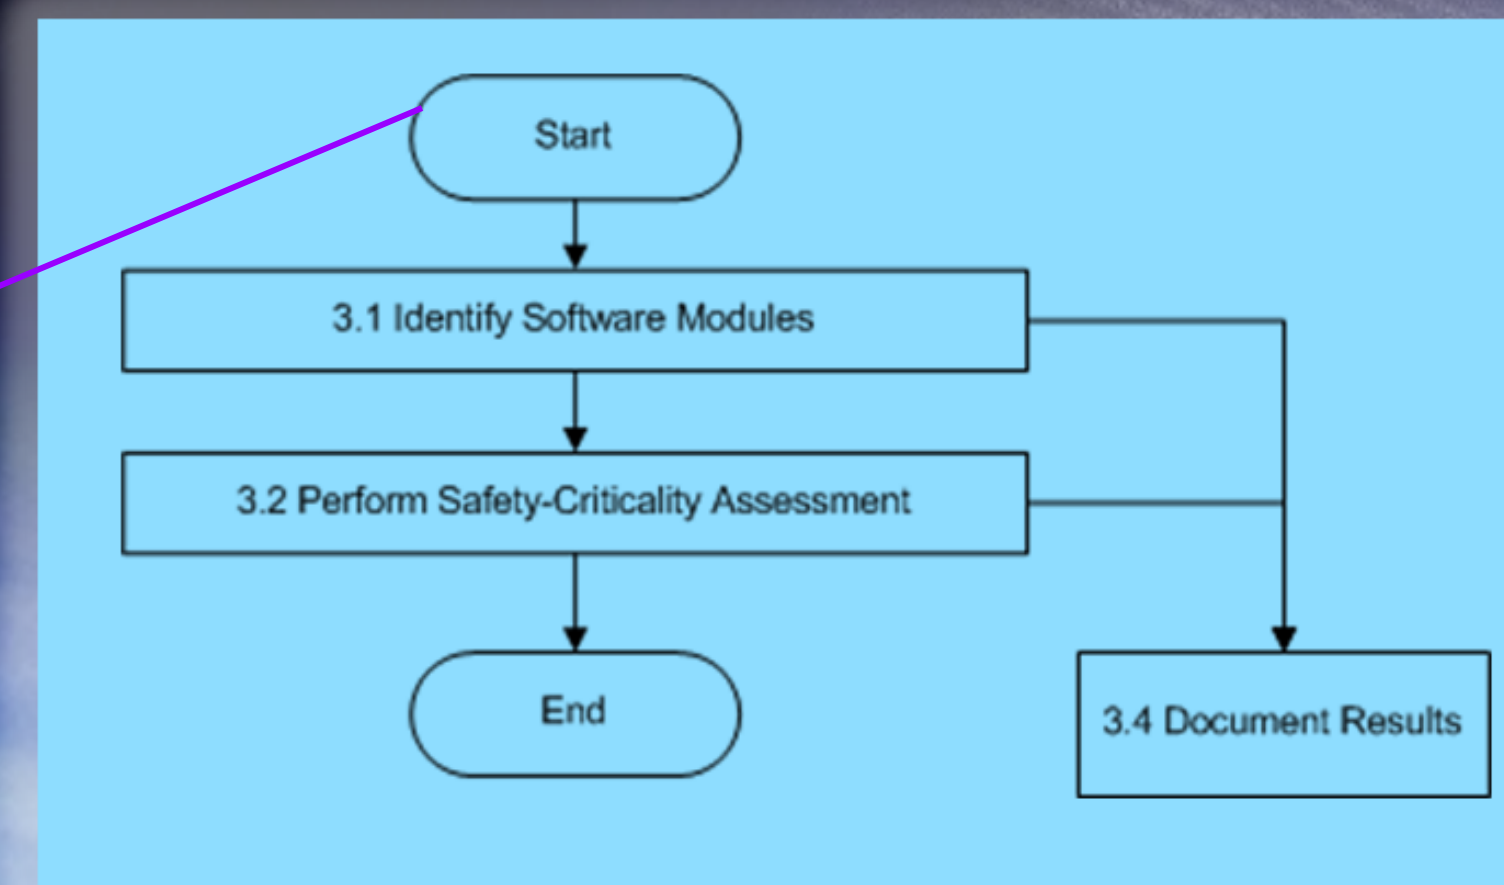 Start
3.1 Identify Software Modules
3.2 Perform Safety-Criticality Assessment
End
3.4 Document Results